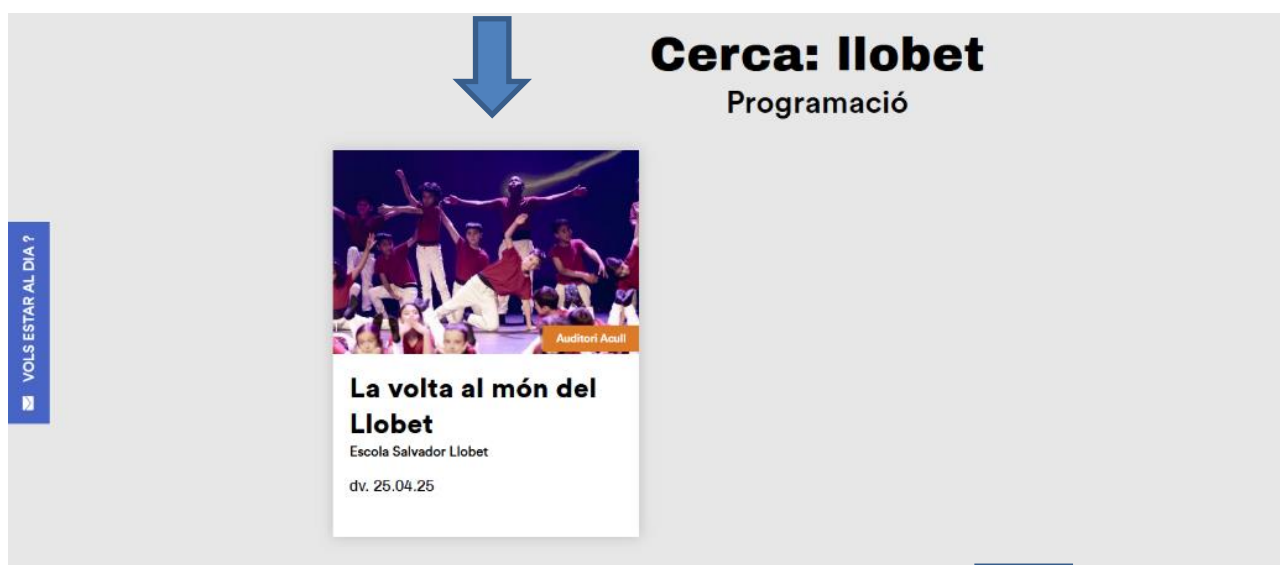 Cerca: llobet
Programació
VOLS ESTAR AL DIA ?
Auditori Acull
La volta al món del
Llobet
Escola Salvador Llobet
dv. 25.04.25